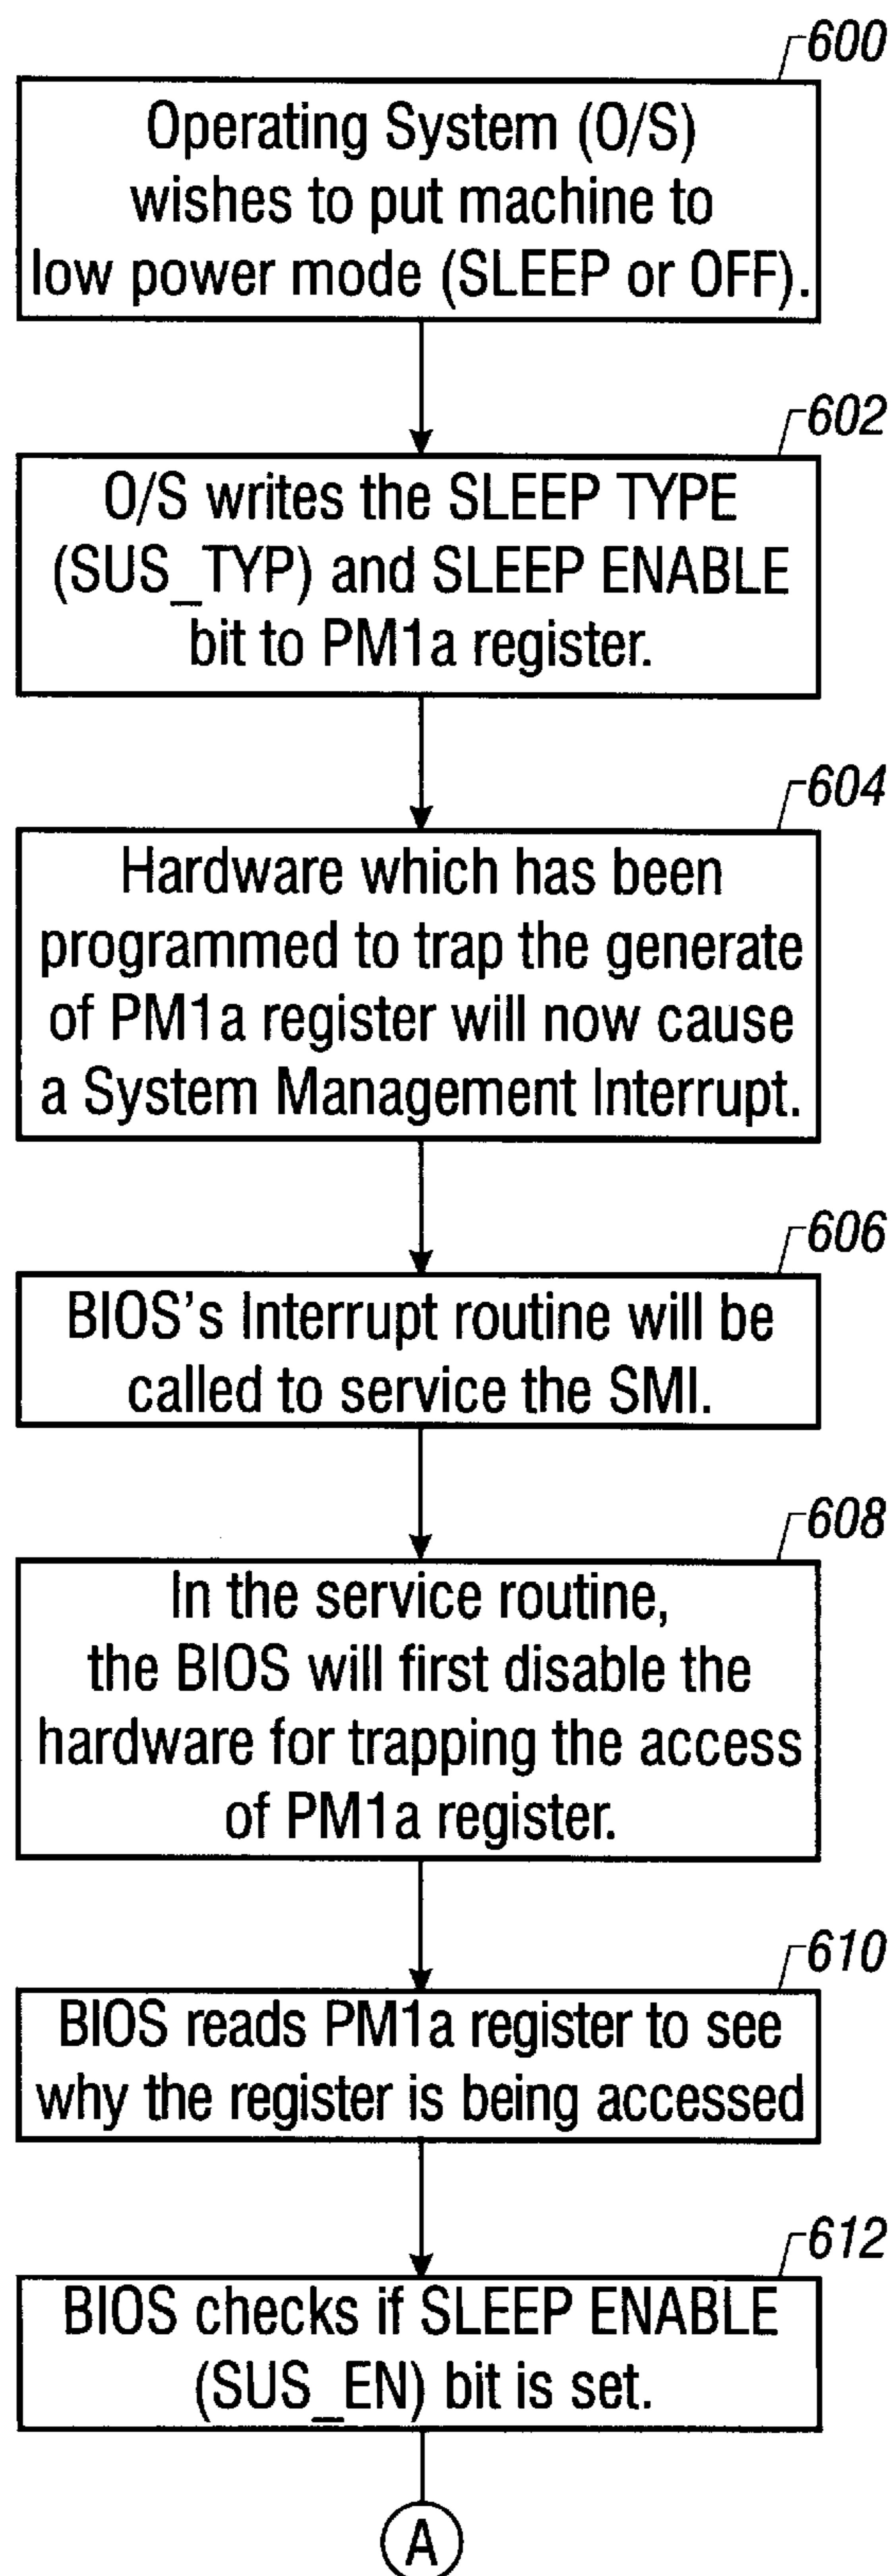 600
Operating System (O/S)
wishes to put machine to
low power mode (SLEEP or OFF).
602
O/S writes the SLEEP TYPE
(SUS_TYP) and SLEEP ENABLE
bit to PM1a register.
604
Hardware which has been
programmed to trap the generate
of PM1a register will now cause
a System Management Interrupt.
606
BIOS's Interrupt routine will be
called to service the SMI.
608
In the service routine,
the BIOS will first disable the
hardware for trapping the access
of PM1a register.
610
BIOS reads PM1a register to see
why the register is being accessed
612
BIOS checks if SLEEP ENABLE
(SUS_EN) bit is set.
A